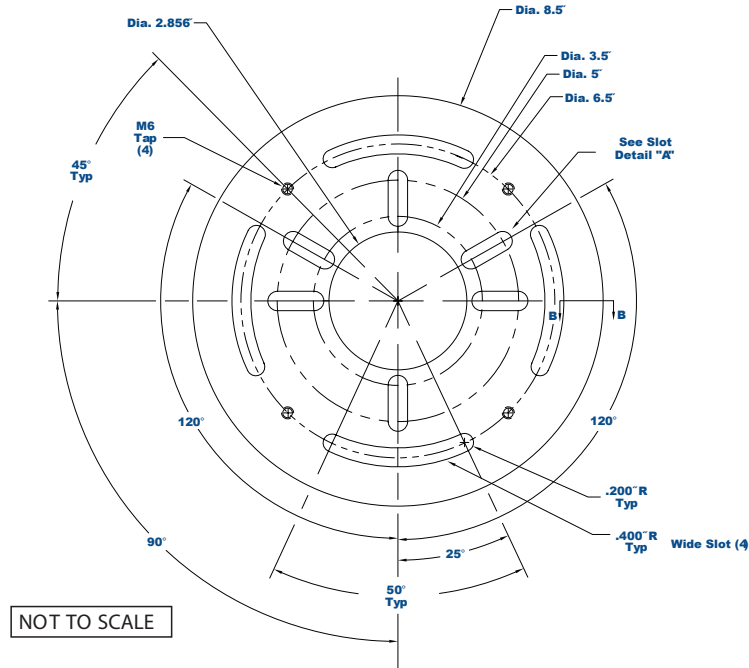 Dia. 2.856″
Dia. 8.5″
Dia. 3.5″
Dia. 5″
Dia. 6.5″
M6
Tap
(4)
See Slot
Detail "A"
45°
Typ
B
B
120°
120°
.200″R
Typ
.400″R
Typ
Wide Slot (4)
90°
25°
50°
Typ
NOT TO SCALE